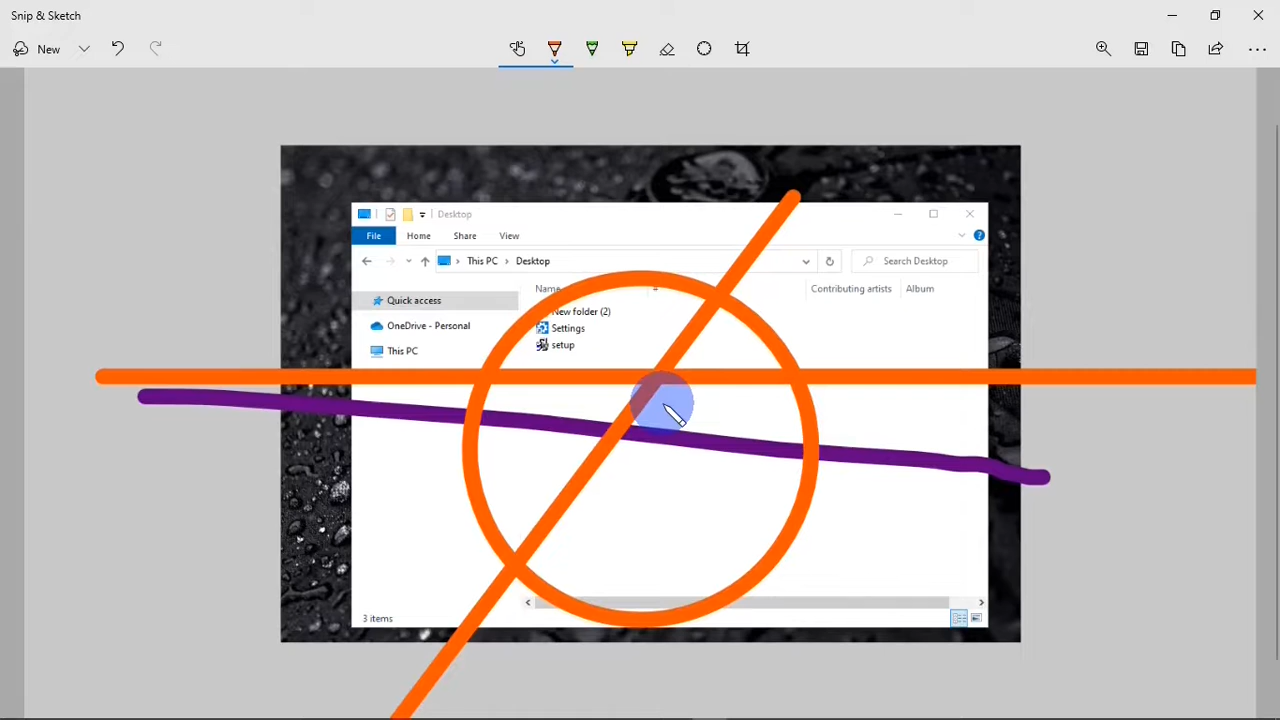 Snip & Sketch
New
Desktop
File Home Share View
This PC Desktop Search Desktop
Name # Contributing artists Album
Quick access
New folder (2)
OneDrive - Personal
Settings
This PC
setup
3 items